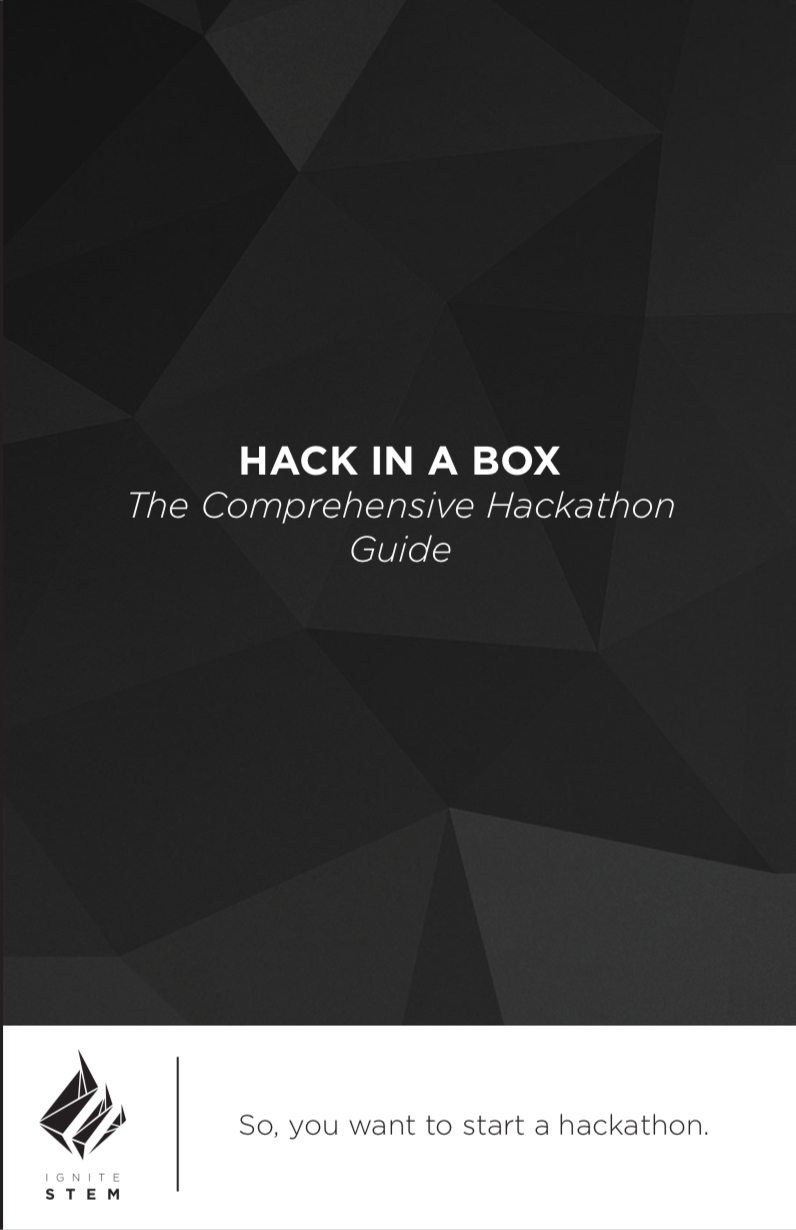 HACK IN A BOX
The Comprehensive Hackathon
Guide
So, you want to start a hackathon.
IGNITE
STEM